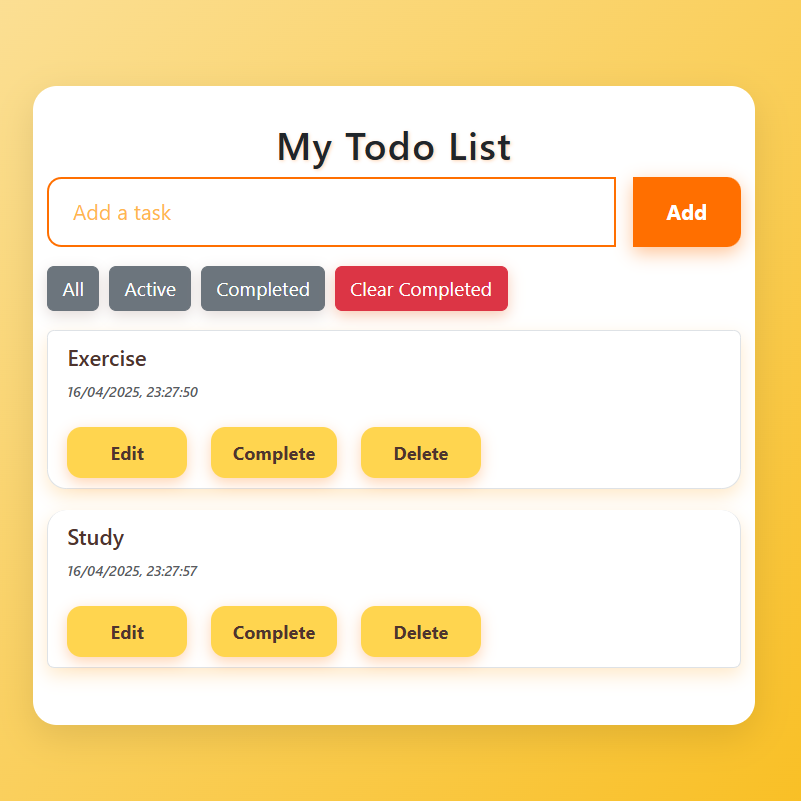 My Todo List
Add a task
Add
All Active Completed Clear Completed
Exercise
16/04/2025, 23:27:50
Edit Complete Delete
Study
16/04/2025, 23:27:57
Edit Complete Delete